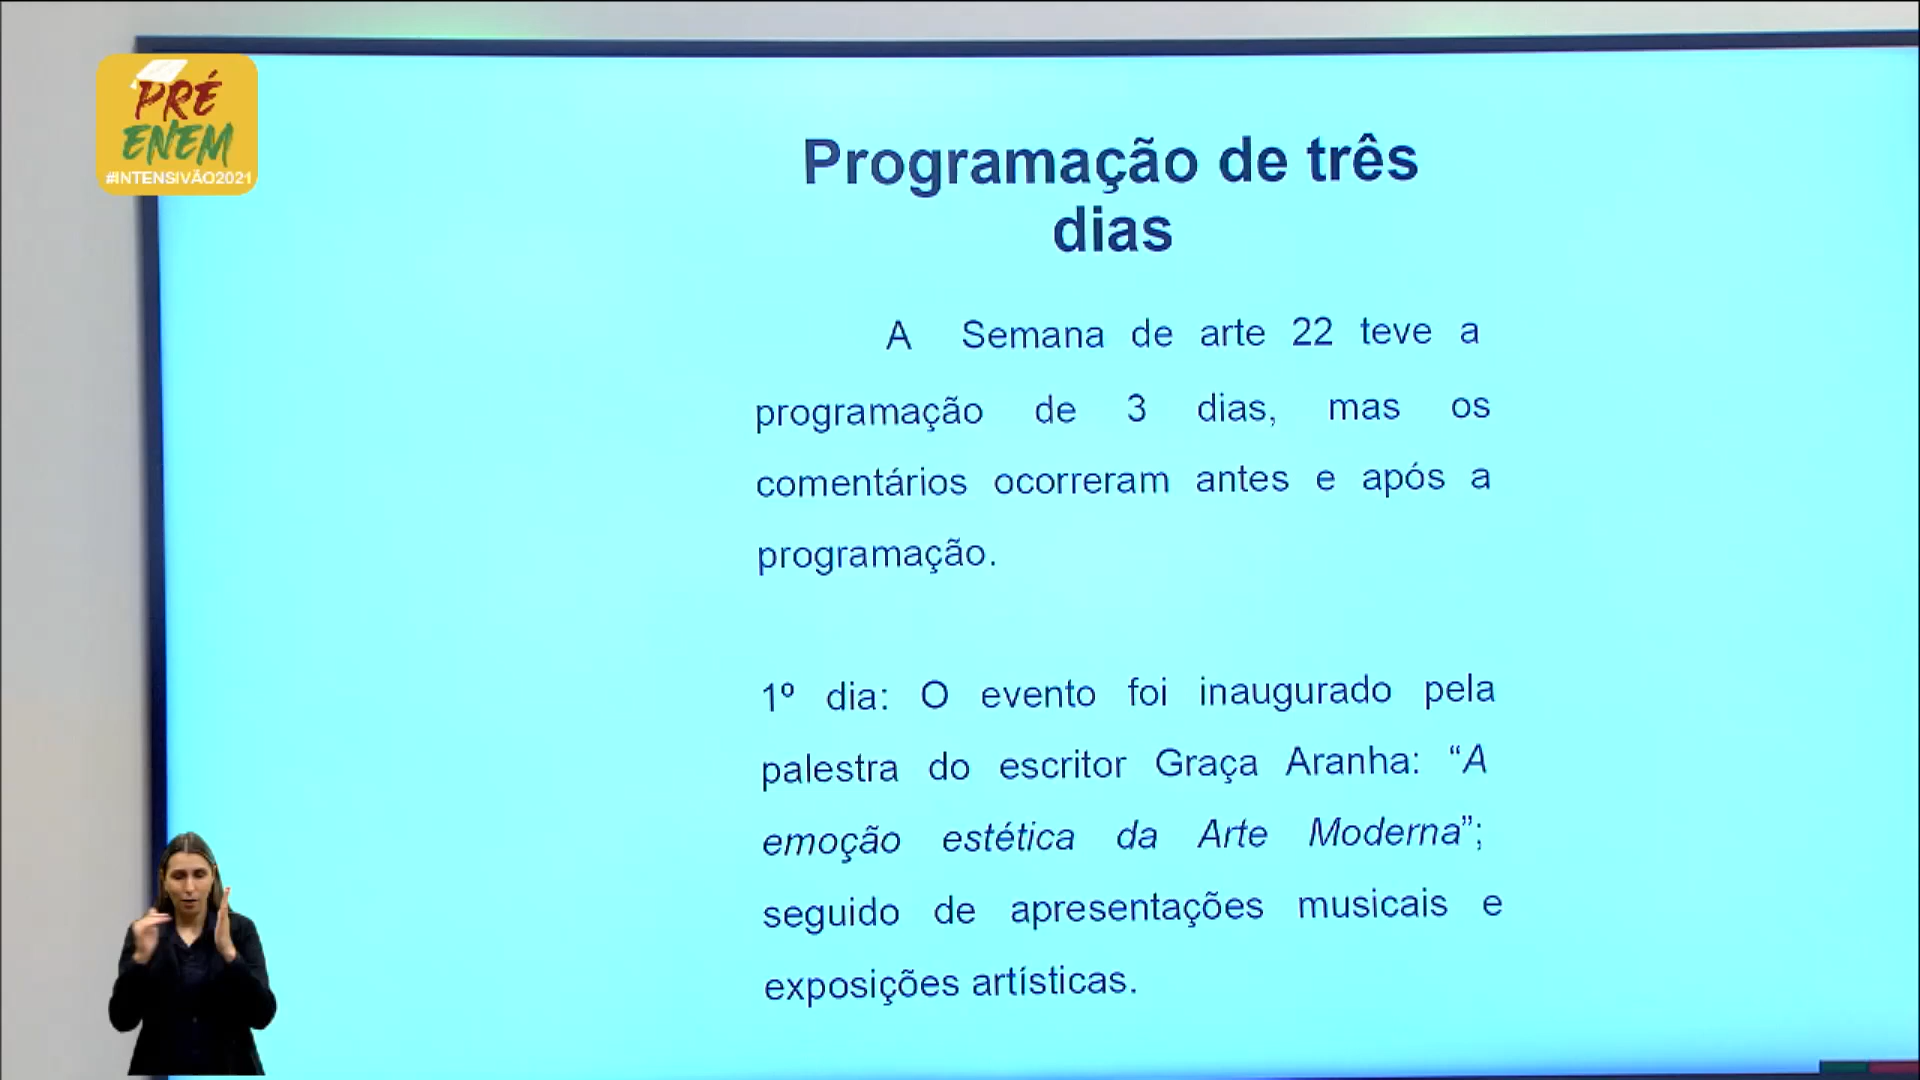 PRÉ
ENEM
#INTENSIVÃO2021
Programação de três
dias
A Semana de arte 22 teve a
programação de 3 dias, mas os
comentários ocorreram antes e após a
programação.
1º dia: O evento foi inaugurado pela
palestra do escritor Graça Aranha: “A
emoção estética da Arte Moderna”;
seguido de apresentações musicais e
exposições artísticas.